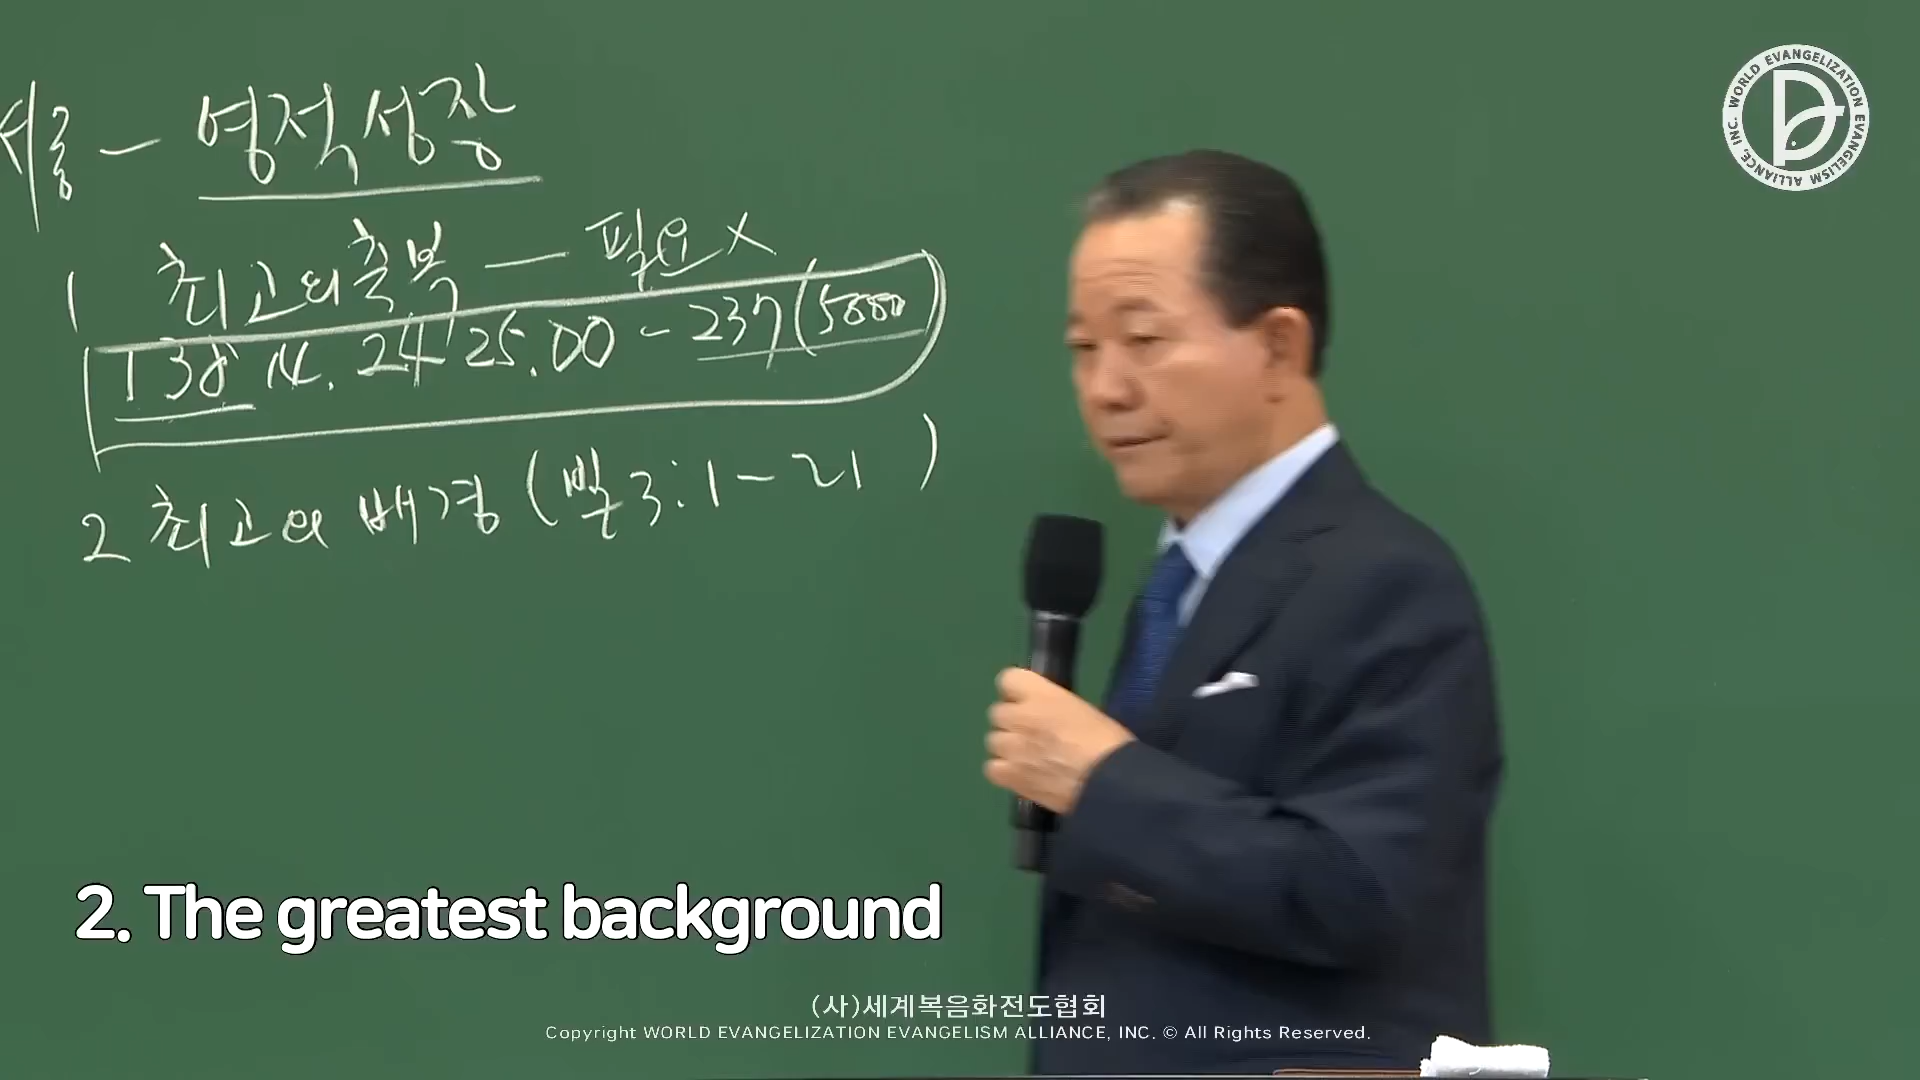 서론 - 영적성장
1 최고의축복 - 필요 X
138 14. 24 25.00 - 237 (5000
2 최고의 배경 (빌 3:1~21 )
WORLD EVANGELIZATION EVANGELISM ALLIANCE, INC.
2. The greatest background
(사)세계복음화전도협회
Copyright WORLD EVANGELIZATION EVANGELISM ALLIANCE, INC. © All Rights Reserved.